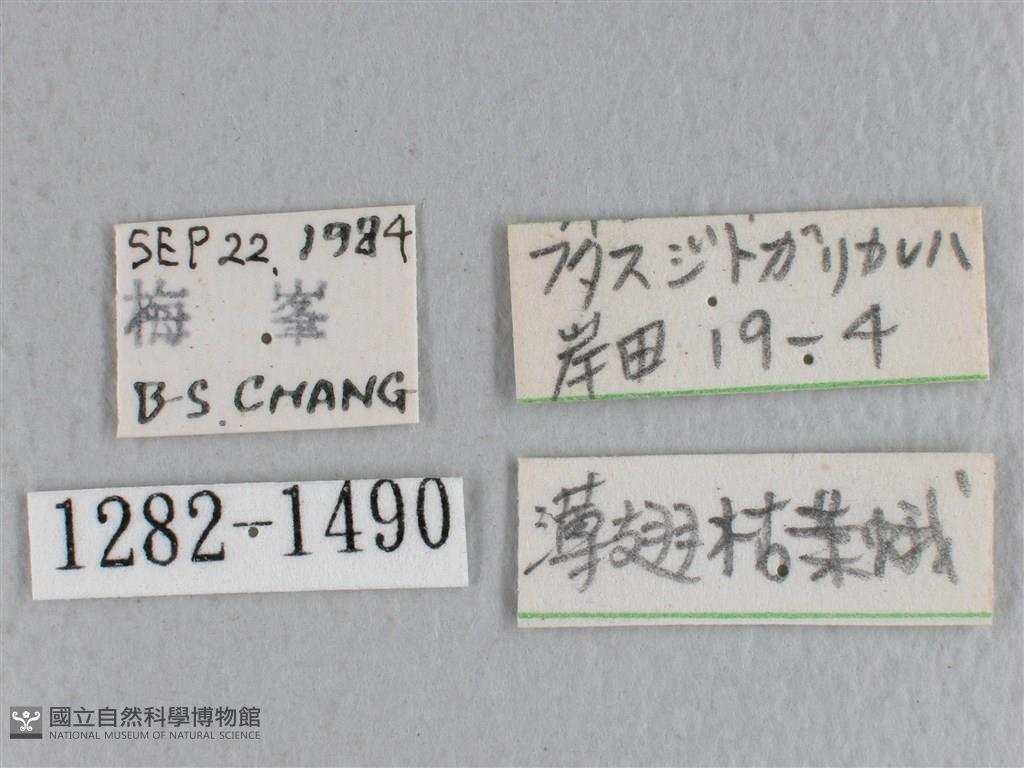 SEP 22, 1984
梅 峯
B-S. CHANG
1282-1490
フタスジトガリカレハ
岸田 19-4
薄翅枯葉蛾
國立自然科學博物館
NATIONAL MUSEUM OF NATURAL SCIENCE